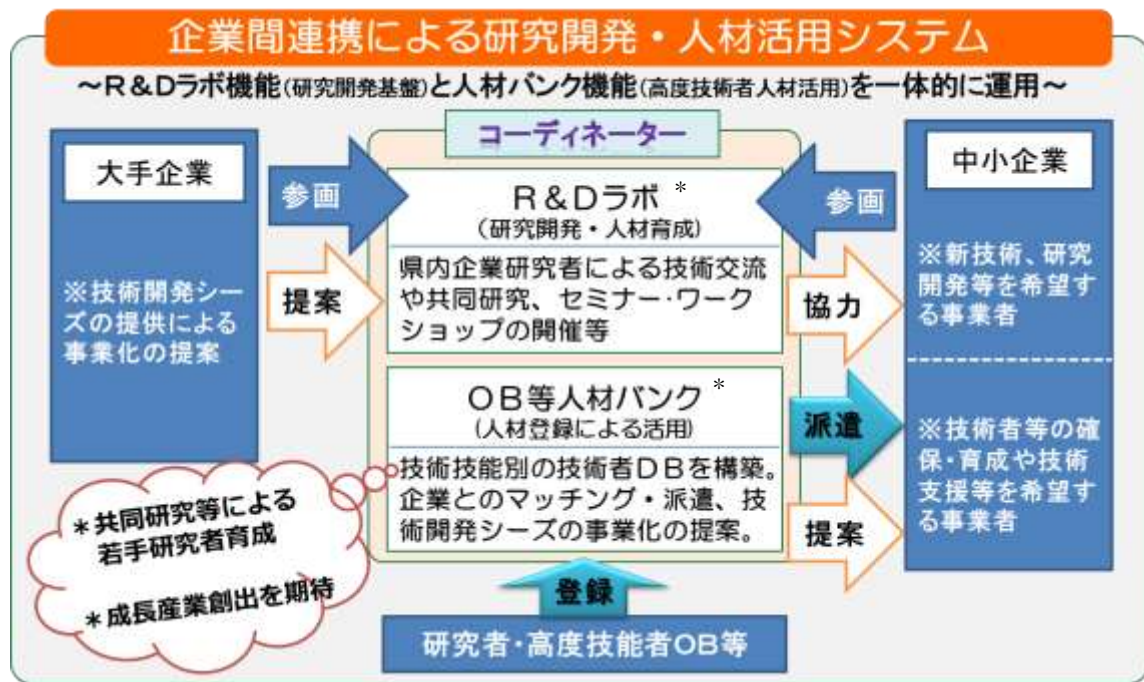 企業間連携による研究開発・人材活用システム
～R&Dラボ機能(研究開発基盤)と人材バンク機能(高度技術者人材活用)を一体的に運用～
コーディネーター
大手企業
※技術開発シー
ズの提供による
事業化の提案
参画
提案
R&Dラボ *
(研究開発・人材育成)
県内企業研究者による技術交流
や共同研究、セミナー・ワーク
ショップの開催等
OB等人材バンク *
(人材登録による活用)
技術技能別の技術者DBを構築。
企業とのマッチング・派遣、技
術開発シーズの事業化の提案。
参画
協力
派遣
提案
中小企業
※新技術、研究
開発等を希望す
る事業者
※技術者等の確
保・育成や技術
支援等を希望す
る事業者
*共同研究等による
若手研究者育成
*成長産業創出を期待
登録
研究者・高度技能者OB等